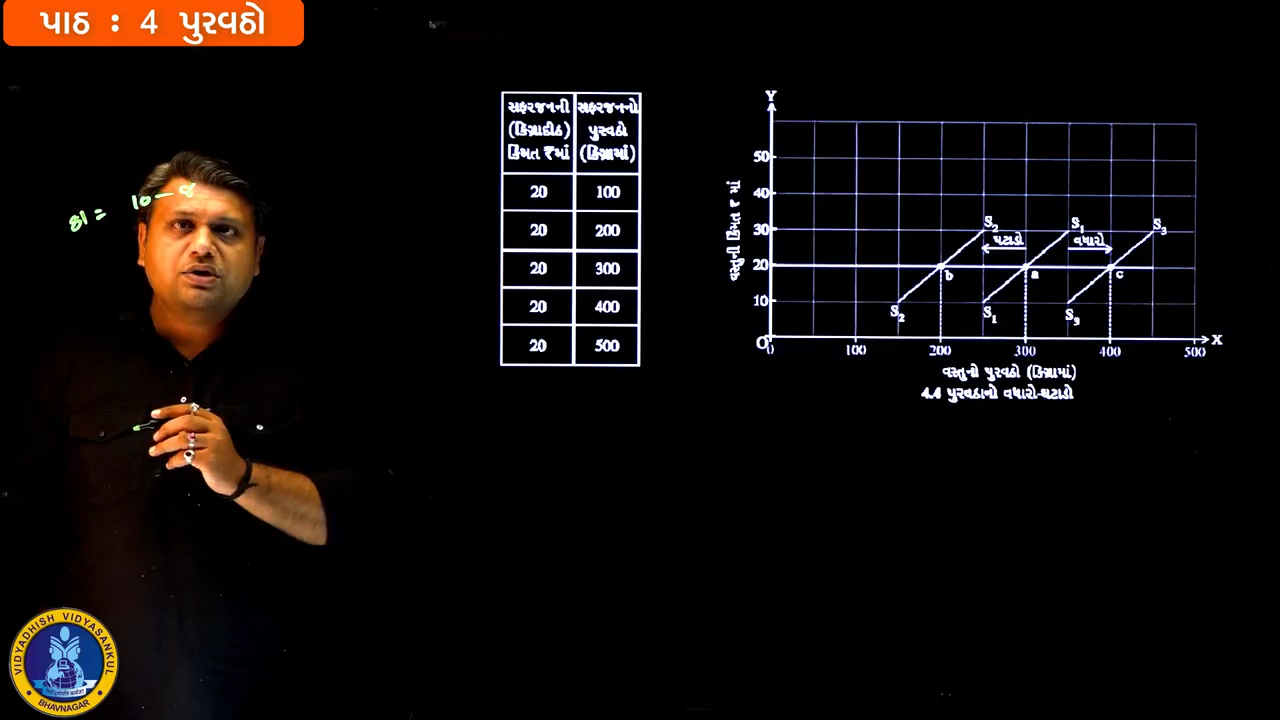 પાઠ : 4 પુરવઠો
સફરજનની (કિગ્રાદીઠ) કિંમત ₹માં
સફરજનનો પુરવઠો (કિગ્રામાં)
20 100
20 200
20 300
20 400
20 500
Y
વસ્તુની કિંમત ₹ માં
50
40
30
20
10
O
S2 S1 S3
ઘટાડો વધારો
b a c
S2 S1 S3
0 100 200 300 400 500 X
વસ્તુનો પુરવઠો (કિગ્રામાં)
4.4 પુરવઠાનો વધારો-ઘટાડો
VIDYADHISH VIDYASANKUL
BHAVNAGAR